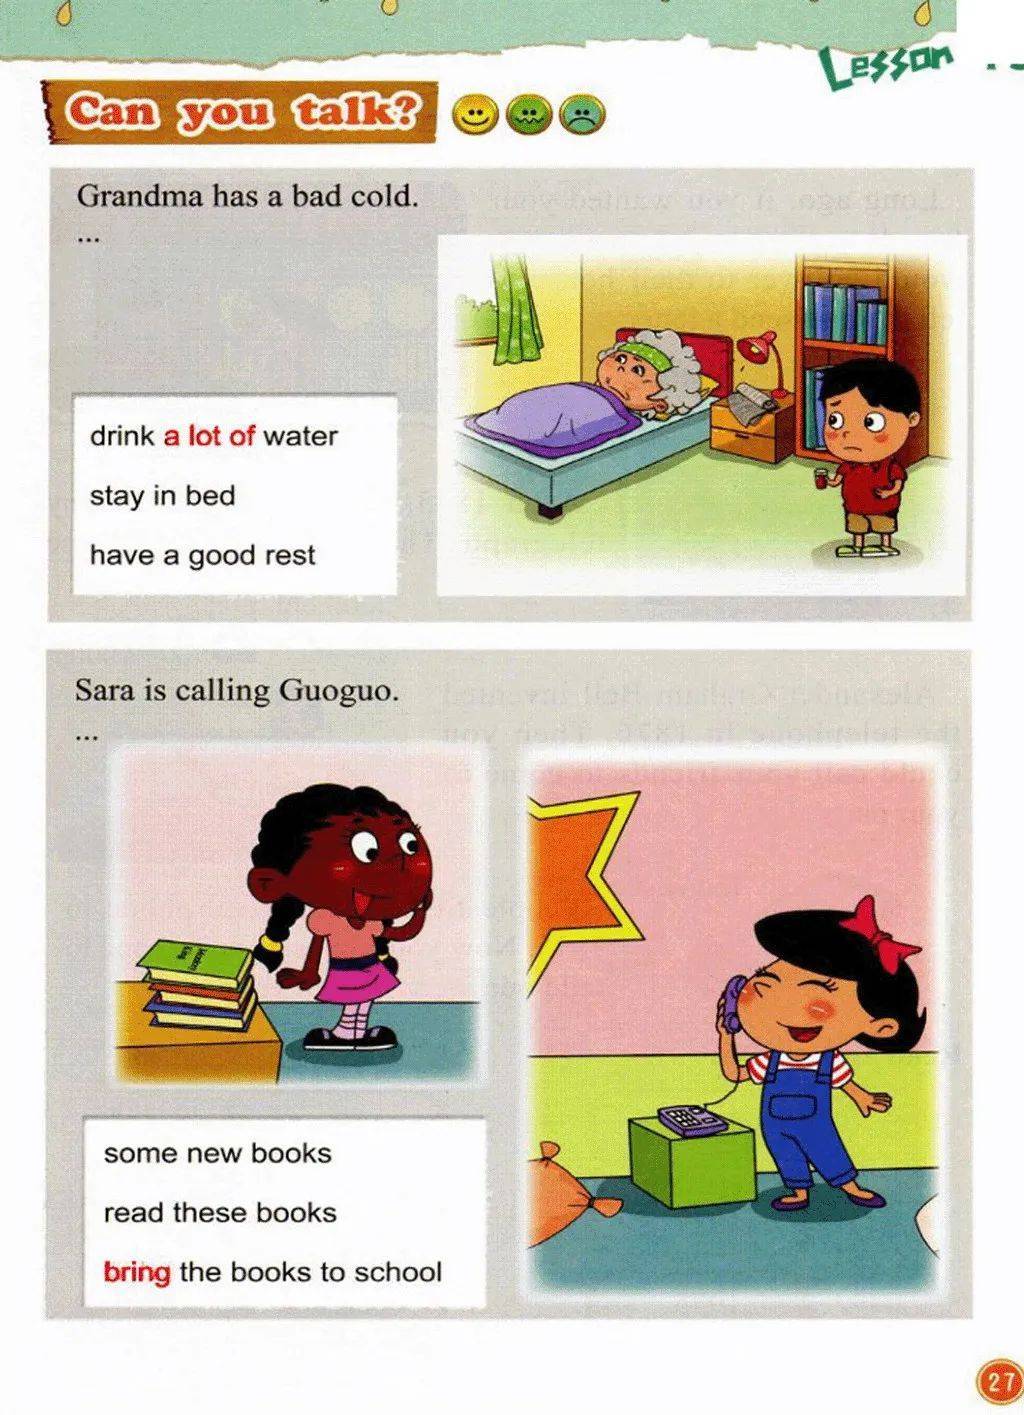 Lesson
Can you talk?
Grandma has a bad cold.
...
drink a lot of water
stay in bed
have a good rest
Sara is calling Guoguo.
...
some new books
read these books
bring the books to school
27